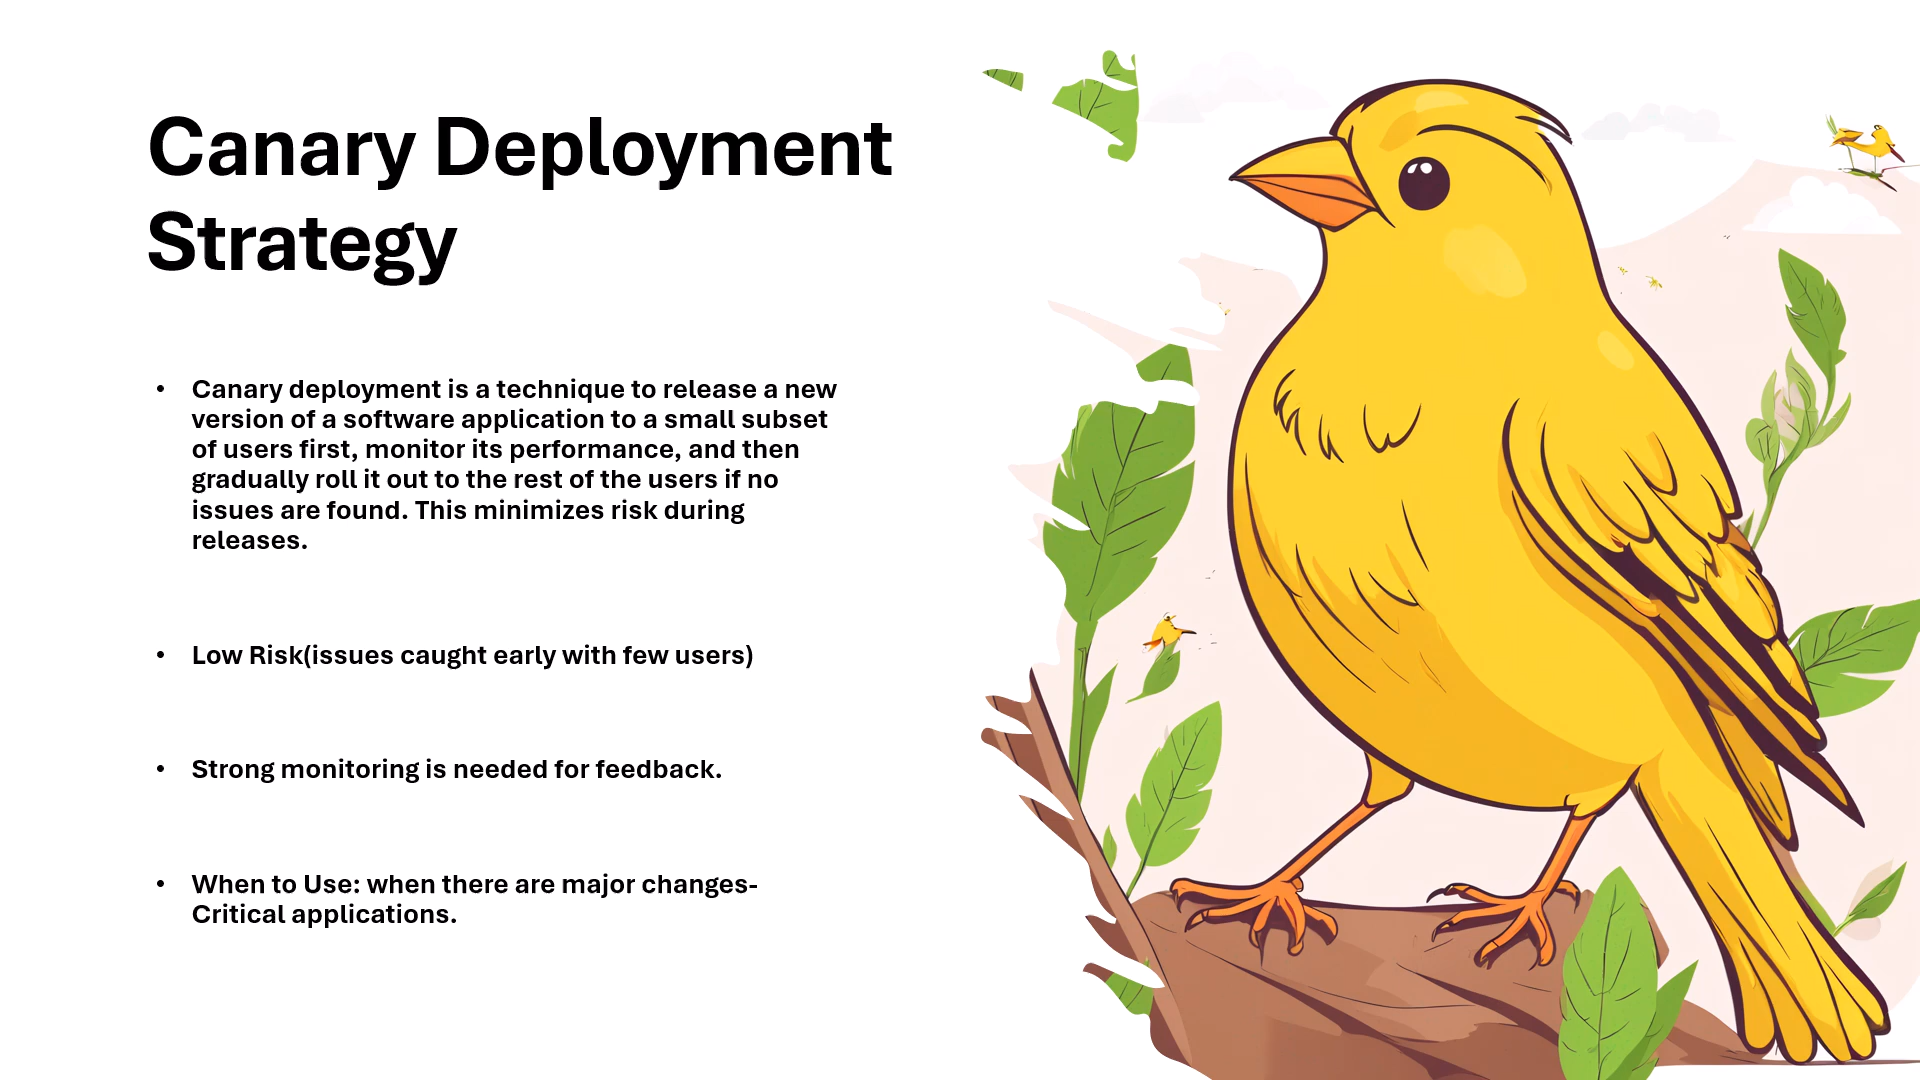 Canary Deployment
Strategy
• Canary deployment is a technique to release a new
version of a software application to a small subset
of users first, monitor its performance, and then
gradually roll it out to the rest of the users if no
issues are found. This minimizes risk during
releases.
• Low Risk(issues caught early with few users)
• Strong monitoring is needed for feedback.
• When to Use: when there are major changes-
Critical applications.